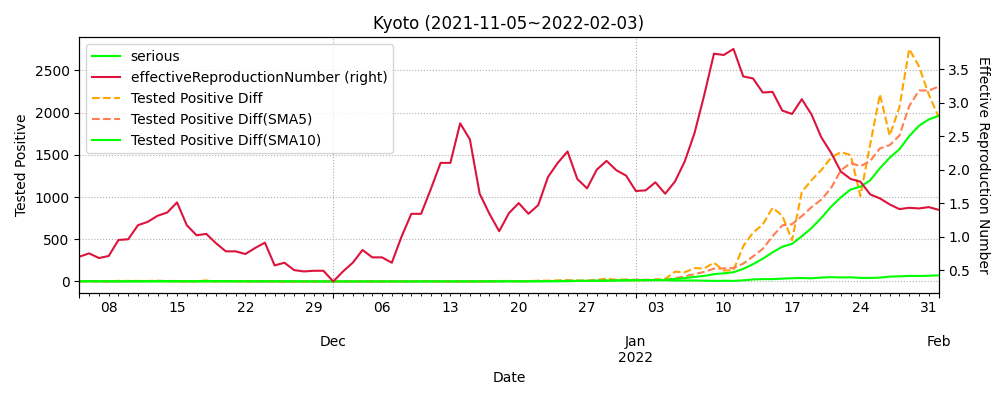 Kyoto (2021-11-05~2022-02-03)
serious
effectiveReproductionNumber (right)
Tested Positive Diff
Tested Positive Diff(SMA5)
Tested Positive Diff(SMA10)
Tested Positive
2500
2000
1500
1000
500
0
3.5
3.0
2.5
2.0
1.5
1.0
0.5
Effective Reproduction Number
08 15 22 29 06 13 20 27 03 10 17 24 31
Dec Jan Feb
2022
Date